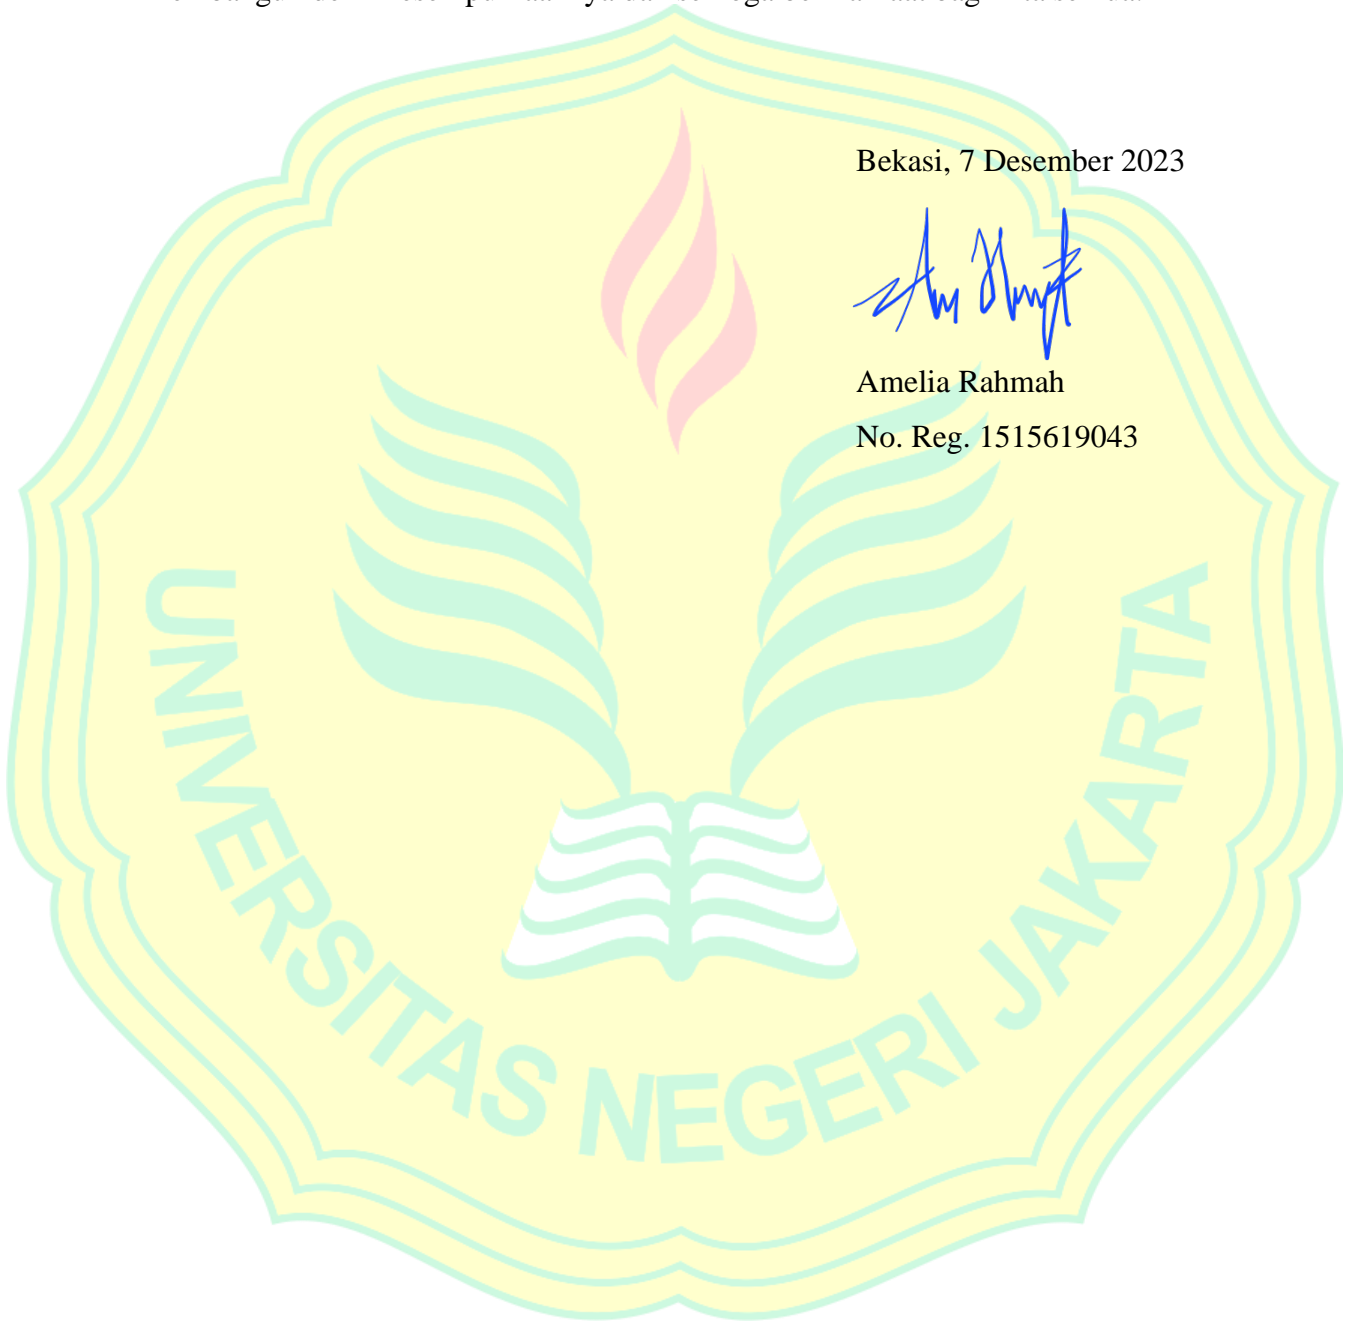 Bekasi, 7 Desember 2023
Amelia Rahmah
No. Reg. 1515619043
UNIVERSITAS NEGERI JAKARTA